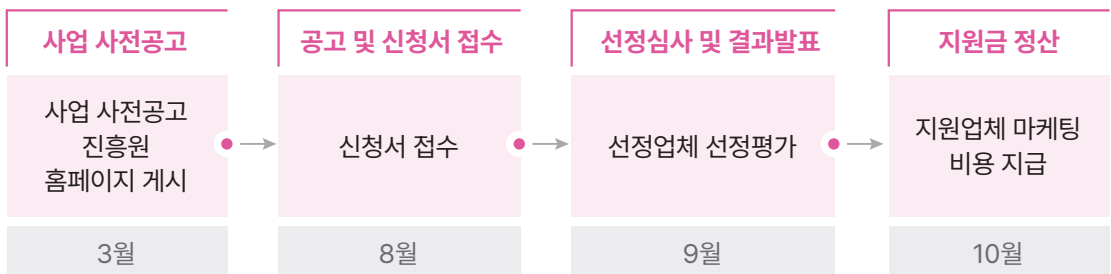 사업 사전공고
사업 사전공고
진흥원
홈페이지 게시
3월
공고 및 신청서 접수
신청서 접수
8월
선정심사 및 결과발표
선정업체 선정평가
9월
지원금 정산
지원업체 마케팅
비용 지급
10월